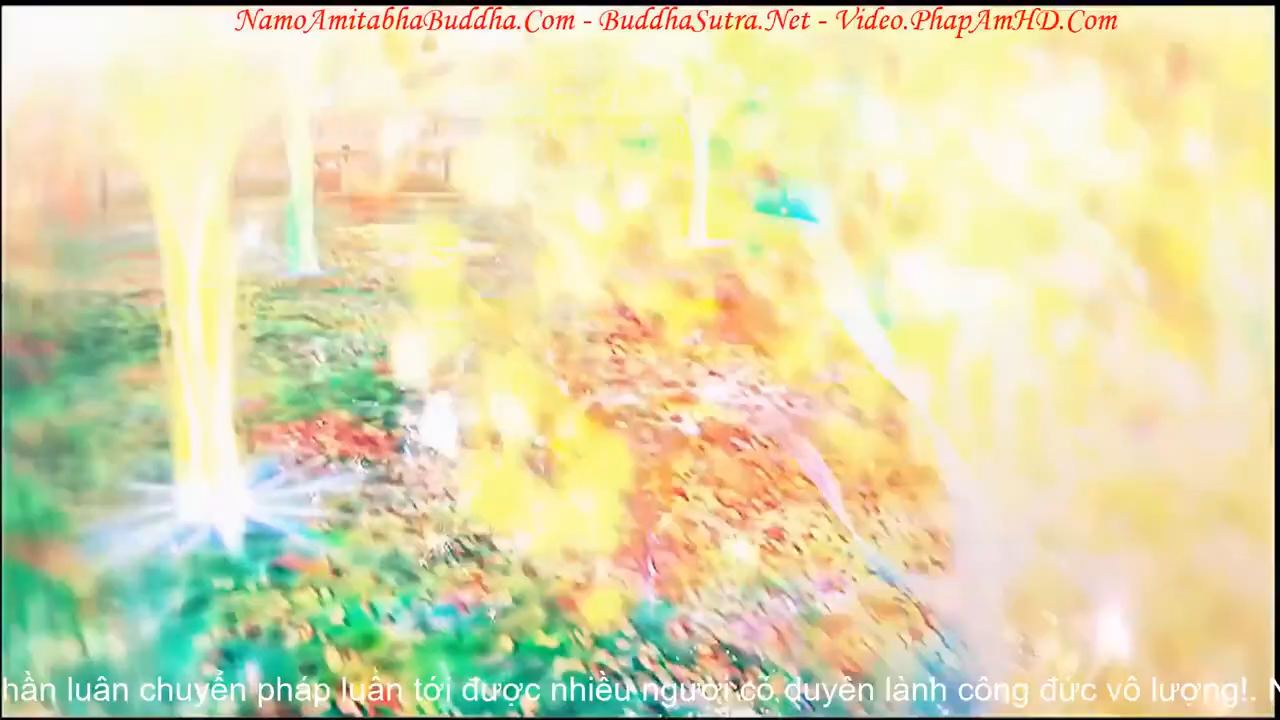 NamoAmitabhaBuddha.Com - BuddhaSutra.Net - Video.PhapAmHD.Com
hần luân chuyển pháp luân tới được nhiều người có duyên lành công đức vô lượng!. N